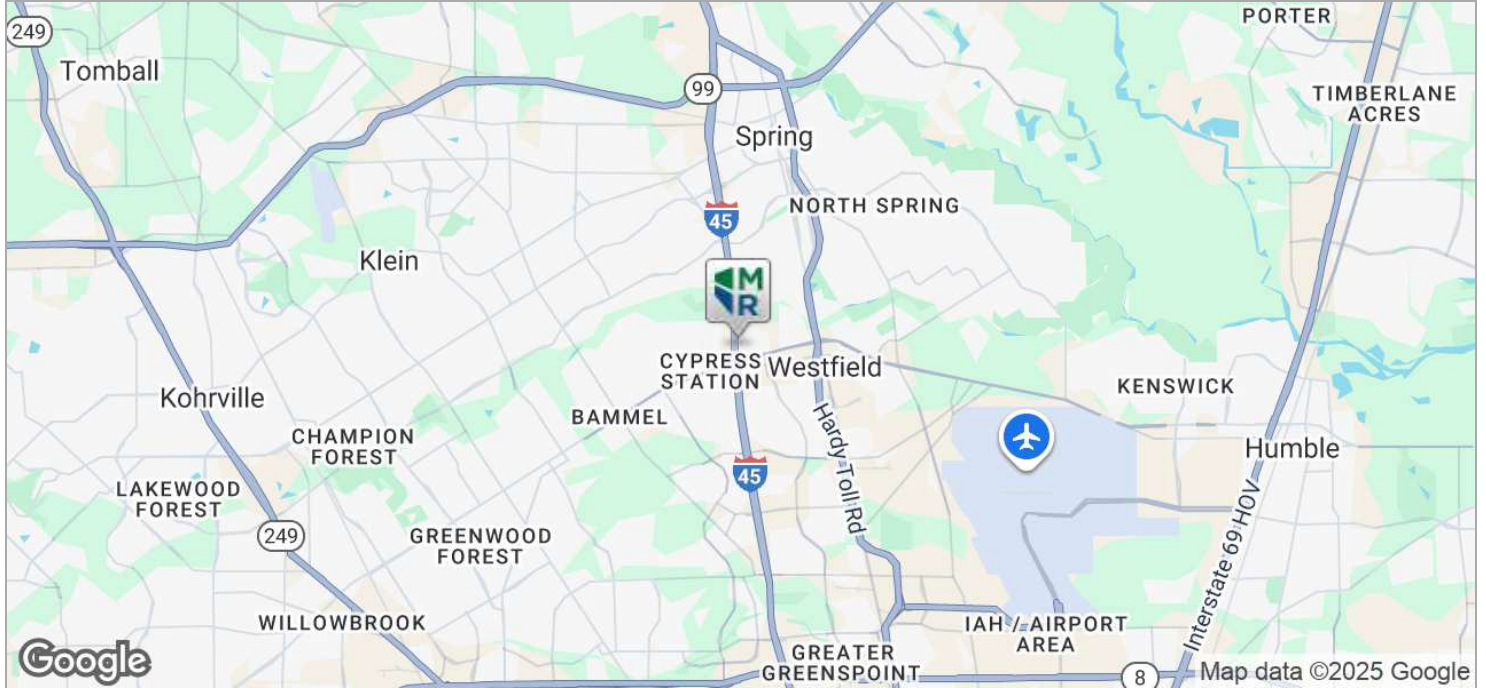 PORTER
249
Tomball
99
TIMBERLANE
ACRES
Spring
NORTH SPRING
45
Klein
M
R
CYPRESS
STATION
Westfield
KENSWICK
Kohrville
BAMMEL
CHAMPION
FOREST
Hardy Toll Rd
Humble
45
LAKEWOOD
FOREST
249
GREENWOOD
FOREST
Interstate 69 HOV
WILLOWBROOK
IAH / AIRPORT
AREA
GREATER
GREENSPOINT
Google
8
Map data ©2025 Google